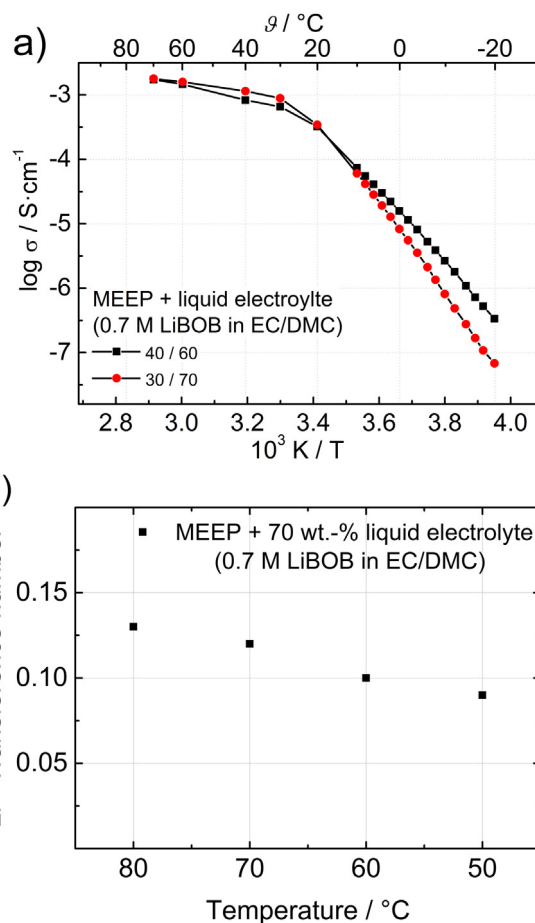 a)
ϑ / °C
80 70 60 40 30 20 10 0 -20
-3
-4
-5
-6
-7
log σ / S·cm⁻¹
MEEP + liquid electroylte
(0.7 M LiBOB in EC/DMC)
40 / 60
30 / 70
2.8 3.0 3.2 3.4 3.6 3.8 4.0
10³ K / T
)
MEEP + 70 wt.-% liquid electrolyte
(0.7 M LiBOB in EC/DMC)
0.15
0.10
0.05
80 70 60 50
Temperature / °C